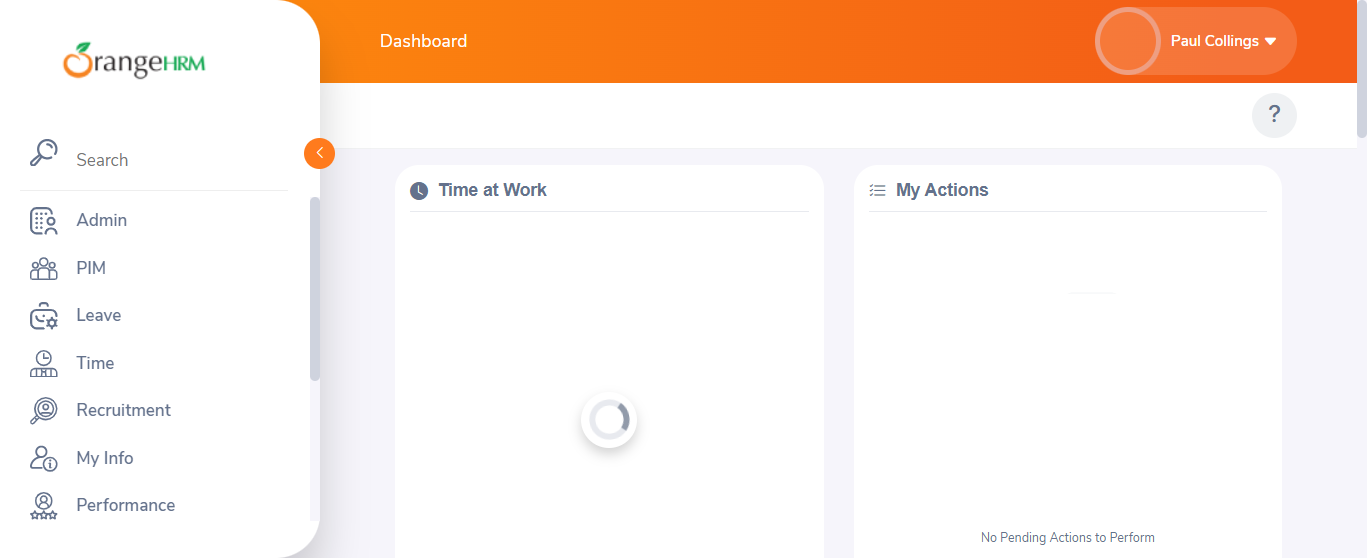 OrangeHRM
Dashboard
Paul Collings
?
Search
Admin
PIM
Leave
Time
Recruitment
My Info
Performance
Time at Work
My Actions
No Pending Actions to Perform